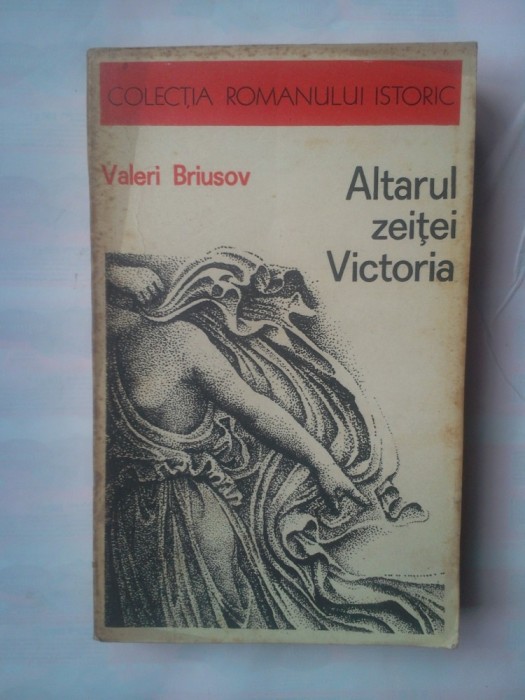 COLECȚIA ROMANULUI ISTORIC
Valeri Briusov
Altarul
zeiței
Victoria